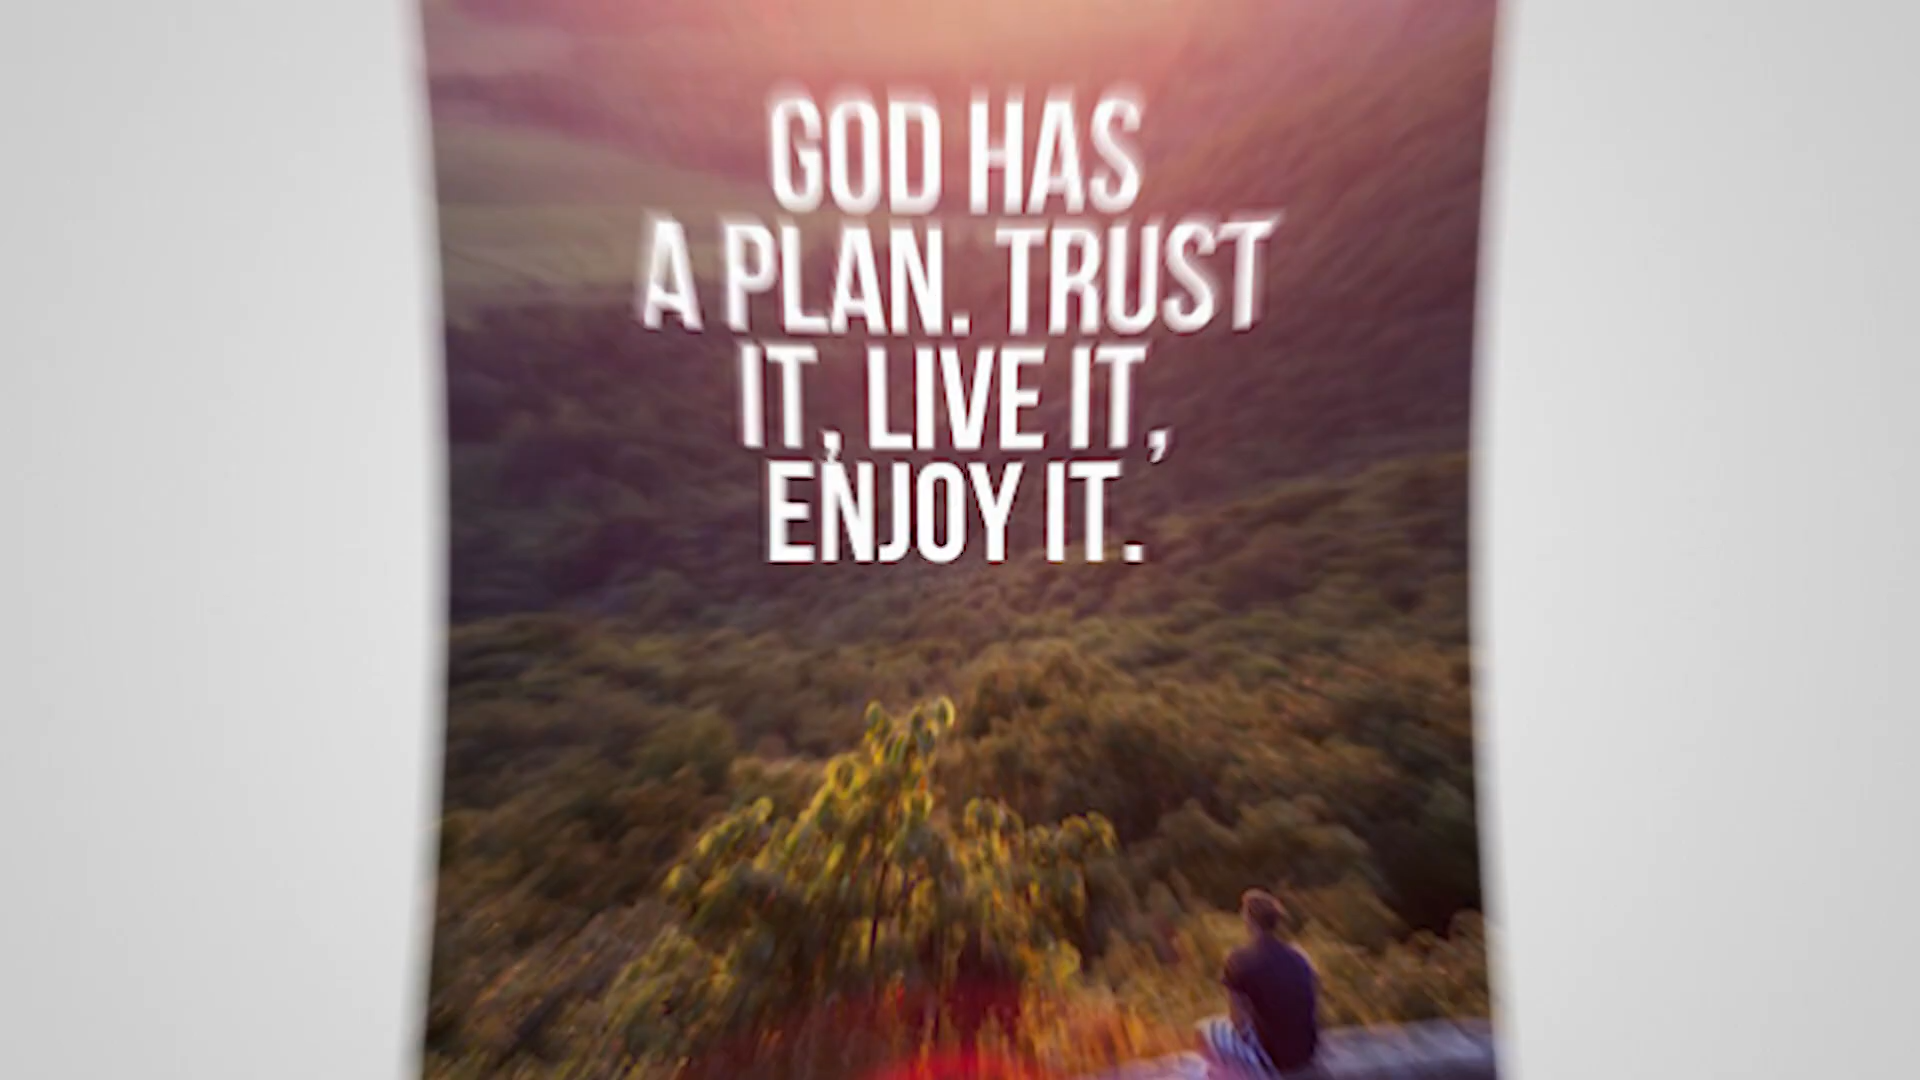 GOD HAS
A PLAN. TRUST
IT, LIVE IT,
ENJOY IT.